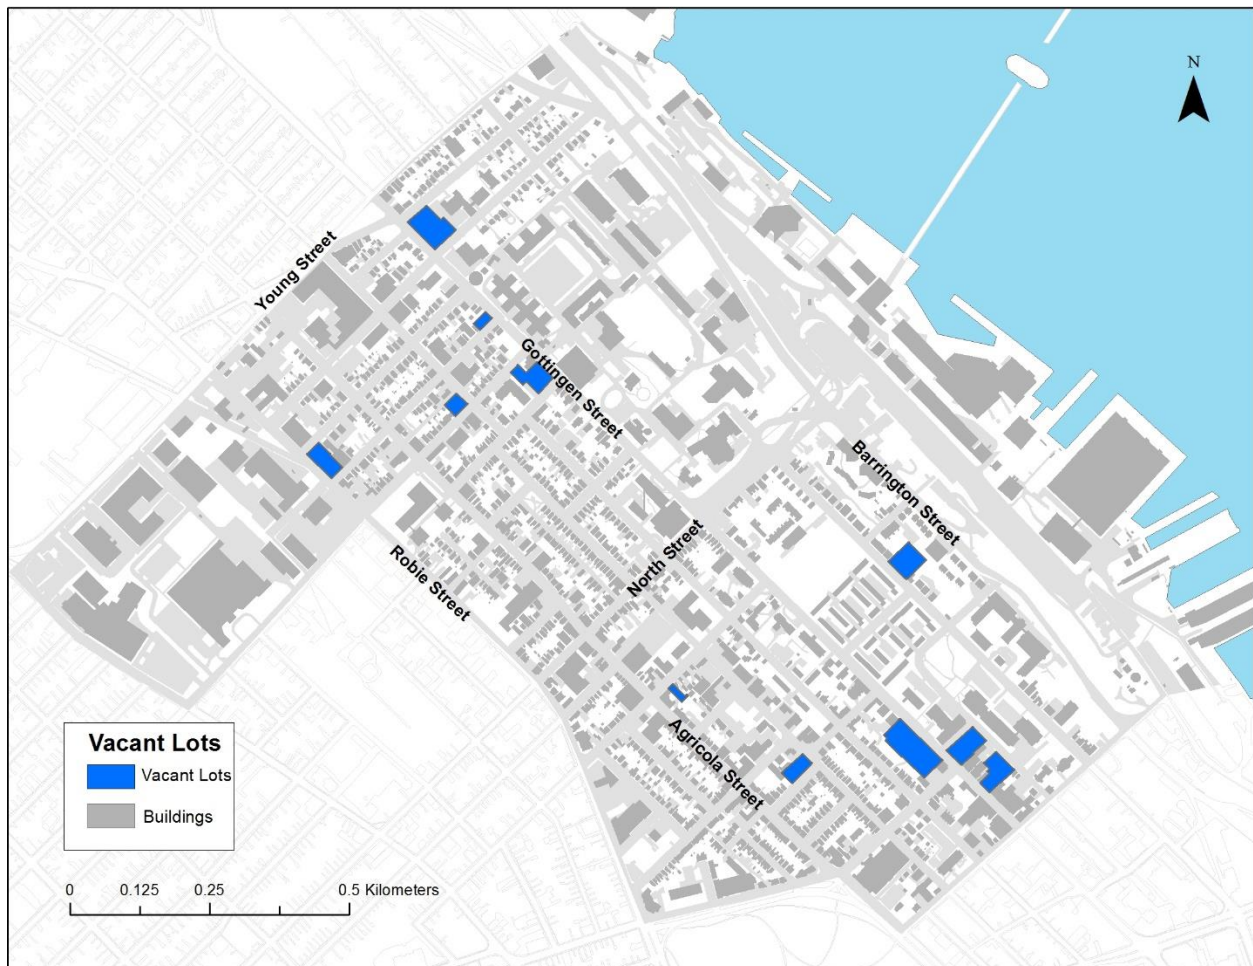 N
Young Street
Gottingen Street
Barrington Street
North Street
Robie Street
Agricola Street
Vacant Lots
Vacant Lots
Buildings
0 0.125 0.25 0.5 Kilometers